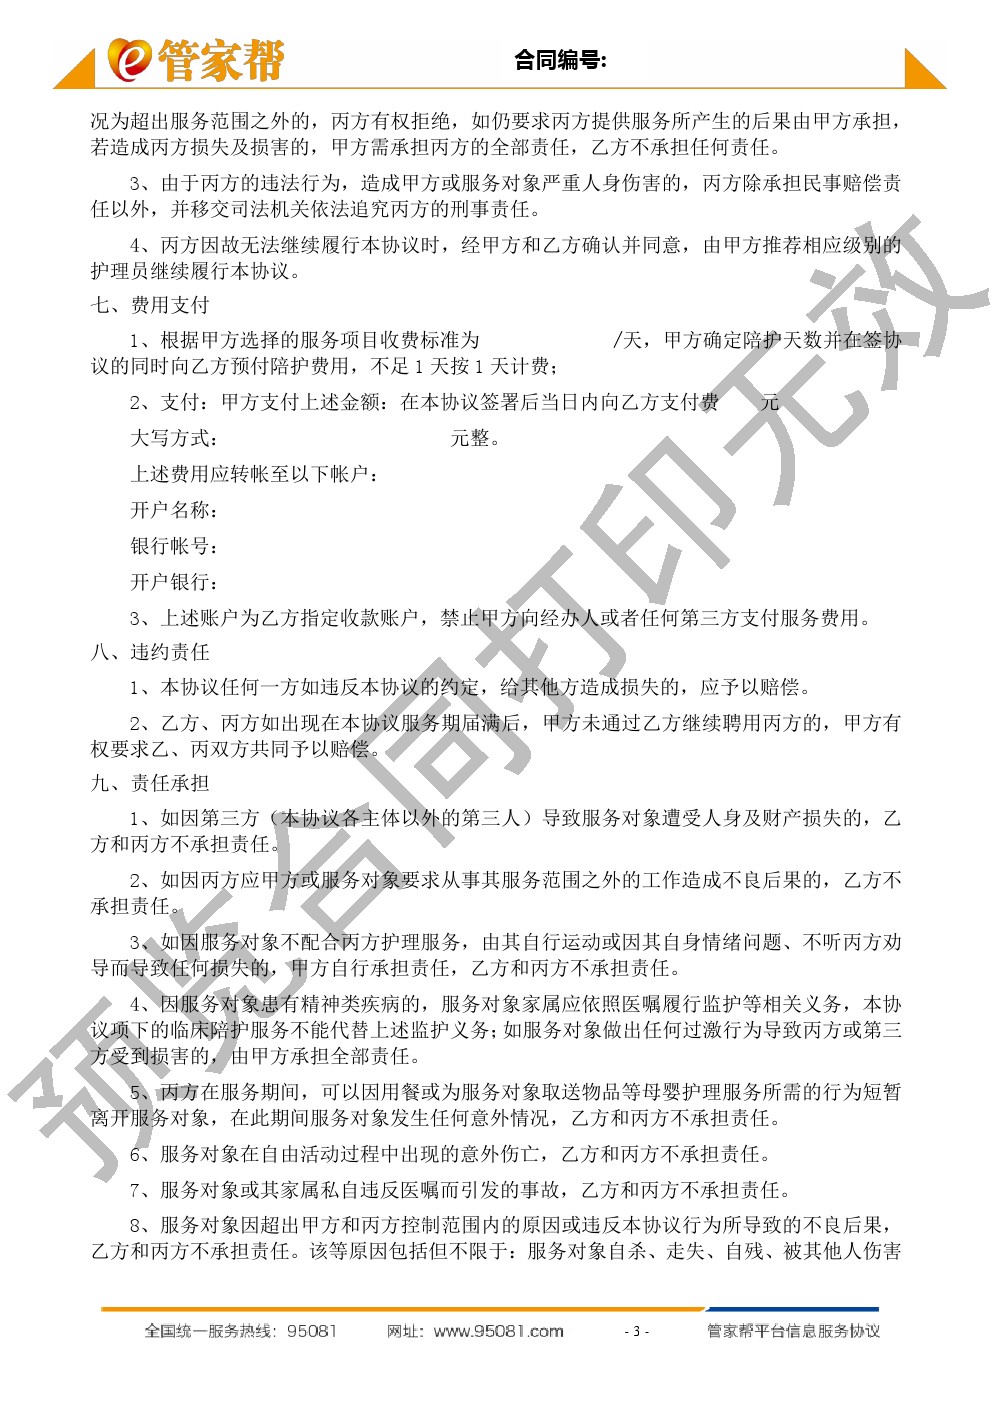 e管家帮
合同编号:
况为超出服务范围之外的，丙方有权拒绝，如仍要求丙方提供服务所产生的后果由甲方承担，
若造成丙方损失及损害的，甲方需承担丙方的全部责任，乙方不承担任何责任。
3、由于丙方的违法行为，造成甲方或服务对象严重人身伤害的，丙方除承担民事赔偿责
任以外，并移交司法机关依法追究丙方的刑事责任。
4、丙方因故无法继续履行本协议时，经甲方和乙方确认并同意，由甲方推荐相应级别的
护理员继续履行本协议。
七、费用支付
1、根据甲方选择的服务项目收费标准为 /天，甲方确定陪护天数并在签协
议的同时向乙方预付陪护费用，不足1天按1天计费；
2、支付：甲方支付上述金额：在本协议签署后当日内向乙方支付费 元
大写方式： 元整。
上述费用应转帐至以下帐户：
开户名称：
银行帐号：
开户银行：
3、上述账户为乙方指定收款账户，禁止甲方向经办人或者任何第三方支付服务费用。
八、违约责任
1、本协议任何一方如违反本协议的约定，给其他方造成损失的，应予以赔偿。
2、乙方、丙方如出现在本协议服务期届满后，甲方未通过乙方继续聘用丙方的，甲方有
权要求乙、丙双方共同予以赔偿。
九、责任承担
1、如因第三方（本协议各主体以外的第三人）导致服务对象遭受人身及财产损失的，乙
方和丙方不承担责任。
2、如因丙方应甲方或服务对象要求从事其服务范围之外的工作造成不良后果的，乙方不
承担责任。
3、如因服务对象不配合丙方护理服务，由其自行运动或因其自身情绪问题、不听丙方劝
导而导致任何损失的，甲方自行承担责任，乙方和丙方不承担责任。
4、因服务对象患有精神类疾病的，服务对象家属应依照医嘱履行监护等相关义务，本协
议项下的临床陪护服务不能代替上述监护义务；如服务对象做出任何过激行为导致丙方或第三
方受到损害的，由甲方承担全部责任。
5、丙方在服务期间，可以因用餐或为服务对象取送物品等母婴护理服务所需的行为短暂
离开服务对象，在此期间服务对象发生任何意外情况，乙方和丙方不承担责任。
6、服务对象在自由活动过程中出现的意外伤亡，乙方和丙方不承担责任。
7、服务对象或其家属私自违反医嘱而引发的事故，乙方和丙方不承担责任。
8、服务对象因超出甲方和丙方控制范围内的原因或违反本协议行为所导致的不良后果，
乙方和丙方不承担责任。该等原因包括但不限于：服务对象自杀、走失、自残、被其他人伤害
预览合同打印无效
全国统一服务热线：95081 网址：www.95081.com - 3 - 管家帮平台信息服务协议